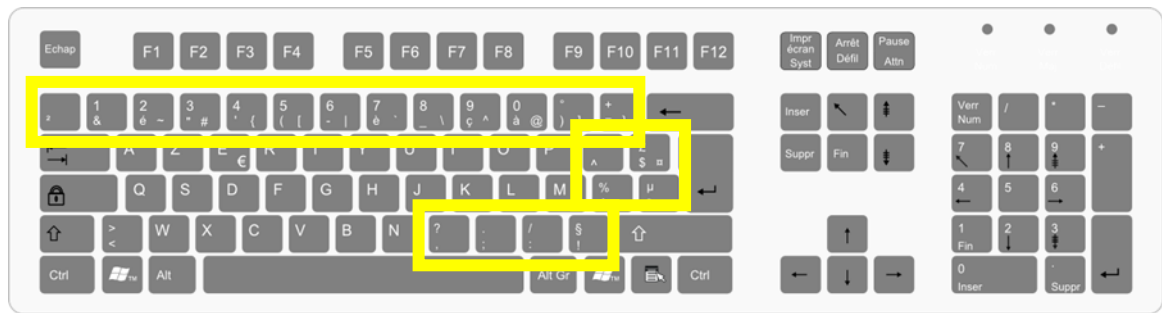 Echap F1 F2 F3 F4 F5 F6 F7 F8 F9 F10 F11 F12 Impr écran Syst Arrêt Défil Pause Attn
² 1 & 2 é ~ 3 " # 4 ' { 5 ( [ 6 - | 7 è ` 8 _ \ 9 ç ^ 0 à @ ° ) + Inser Verr Num / * -
A Z E € R T Y U I O P ^ £ $ ¤ Suppr Fin 7 8 9 +
Q S D F G H J K L M % µ 4 5 6
> < W X C V B N ? , . ; / : § ! 1 Fin 2 3
Ctrl TM Alt Alt Gr TM Ctrl 0 Inser . Suppr